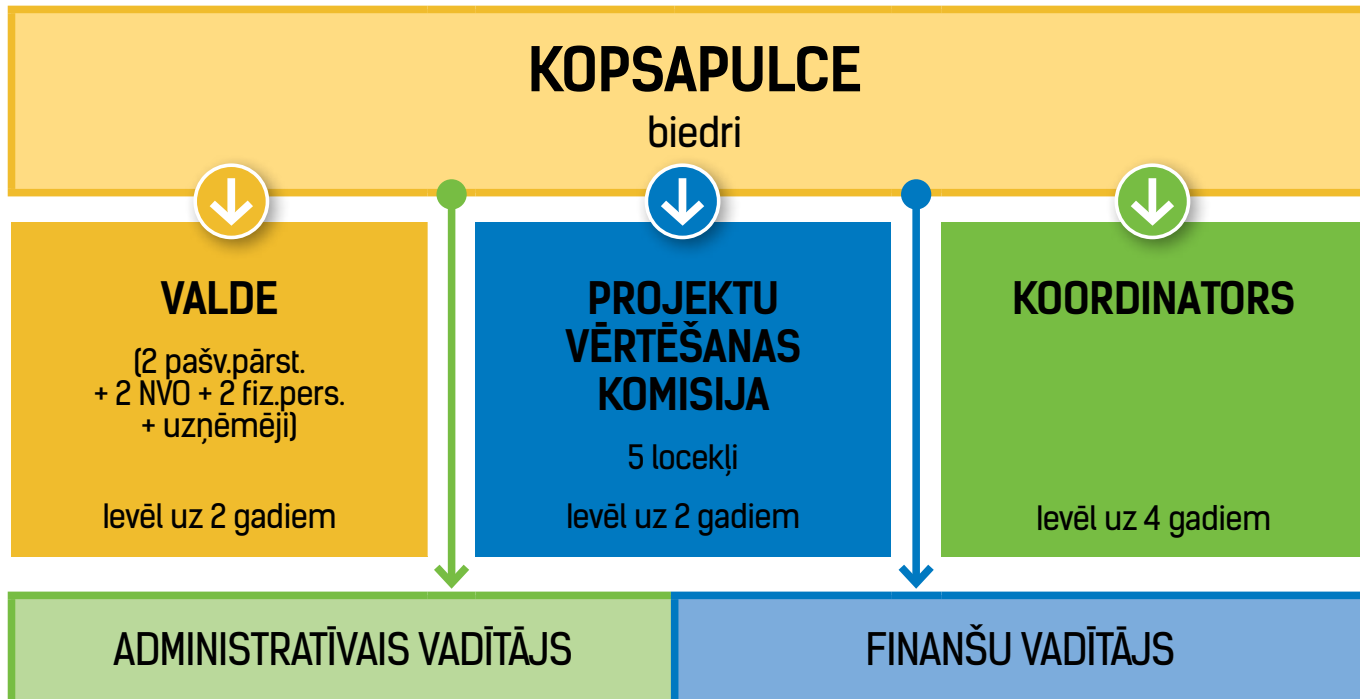 KOPSAPULCE
biedri
VALDE
(2 pašv.pārst.
+ 2 NVO + 2 fiz.pers.
+ uzņēmēji)
Ievēl uz 2 gadiem
PROJEKTU
VĒRTĒŠANAS
KOMISIJA
5 locekļi
Ievēl uz 2 gadiem
KOORDINATORS
Ievēl uz 4 gadiem
ADMINISTRATĪVAIS VADĪTĀJS
FINANŠU VADĪTĀJS